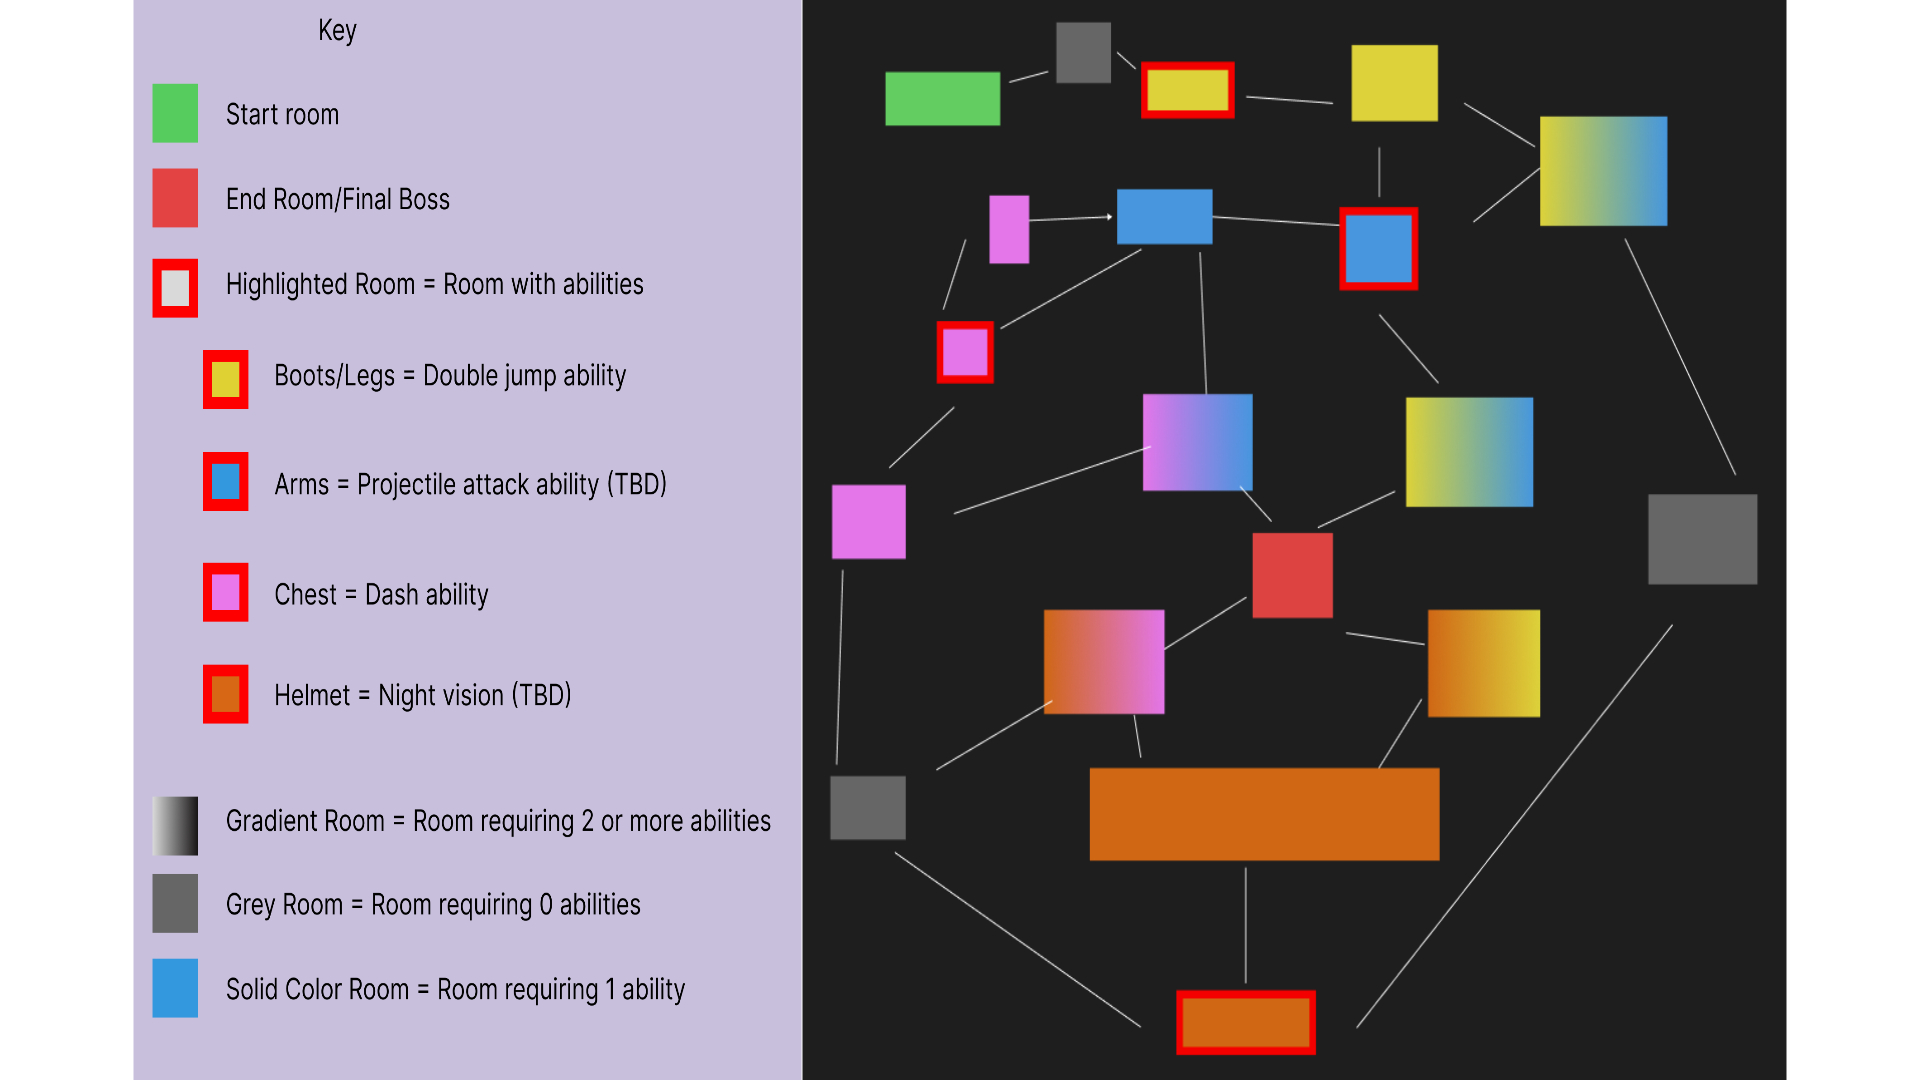 Key
Start room
End Room/Final Boss
Highlighted Room = Room with abilities
Boots/Legs = Double jump ability
Arms = Projectile attack ability (TBD)
Chest = Dash ability
Helmet = Night vision (TBD)
Gradient Room = Room requiring 2 or more abilities
Grey Room = Room requiring 0 abilities
Solid Color Room = Room requiring 1 ability